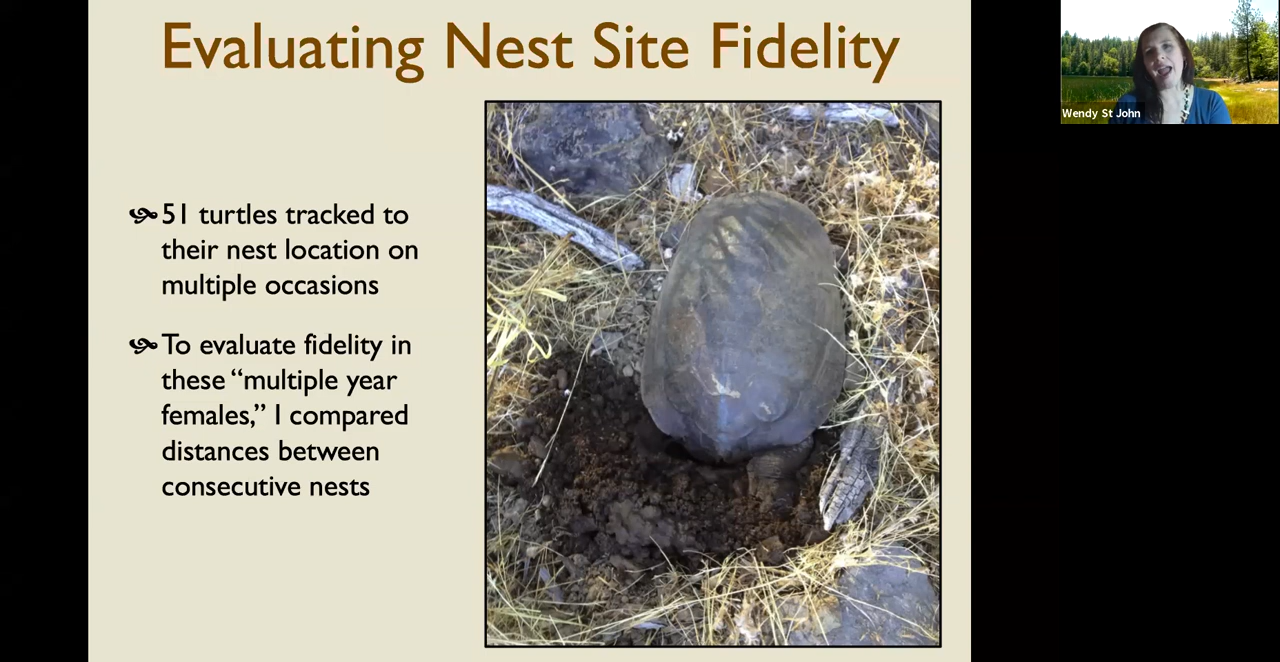 Evaluating Nest Site Fidelity
Wendy St John
51 turtles tracked to
their nest location on
multiple occasions
To evaluate fidelity in
these “multiple year
females,” I compared
distances between
consecutive nests